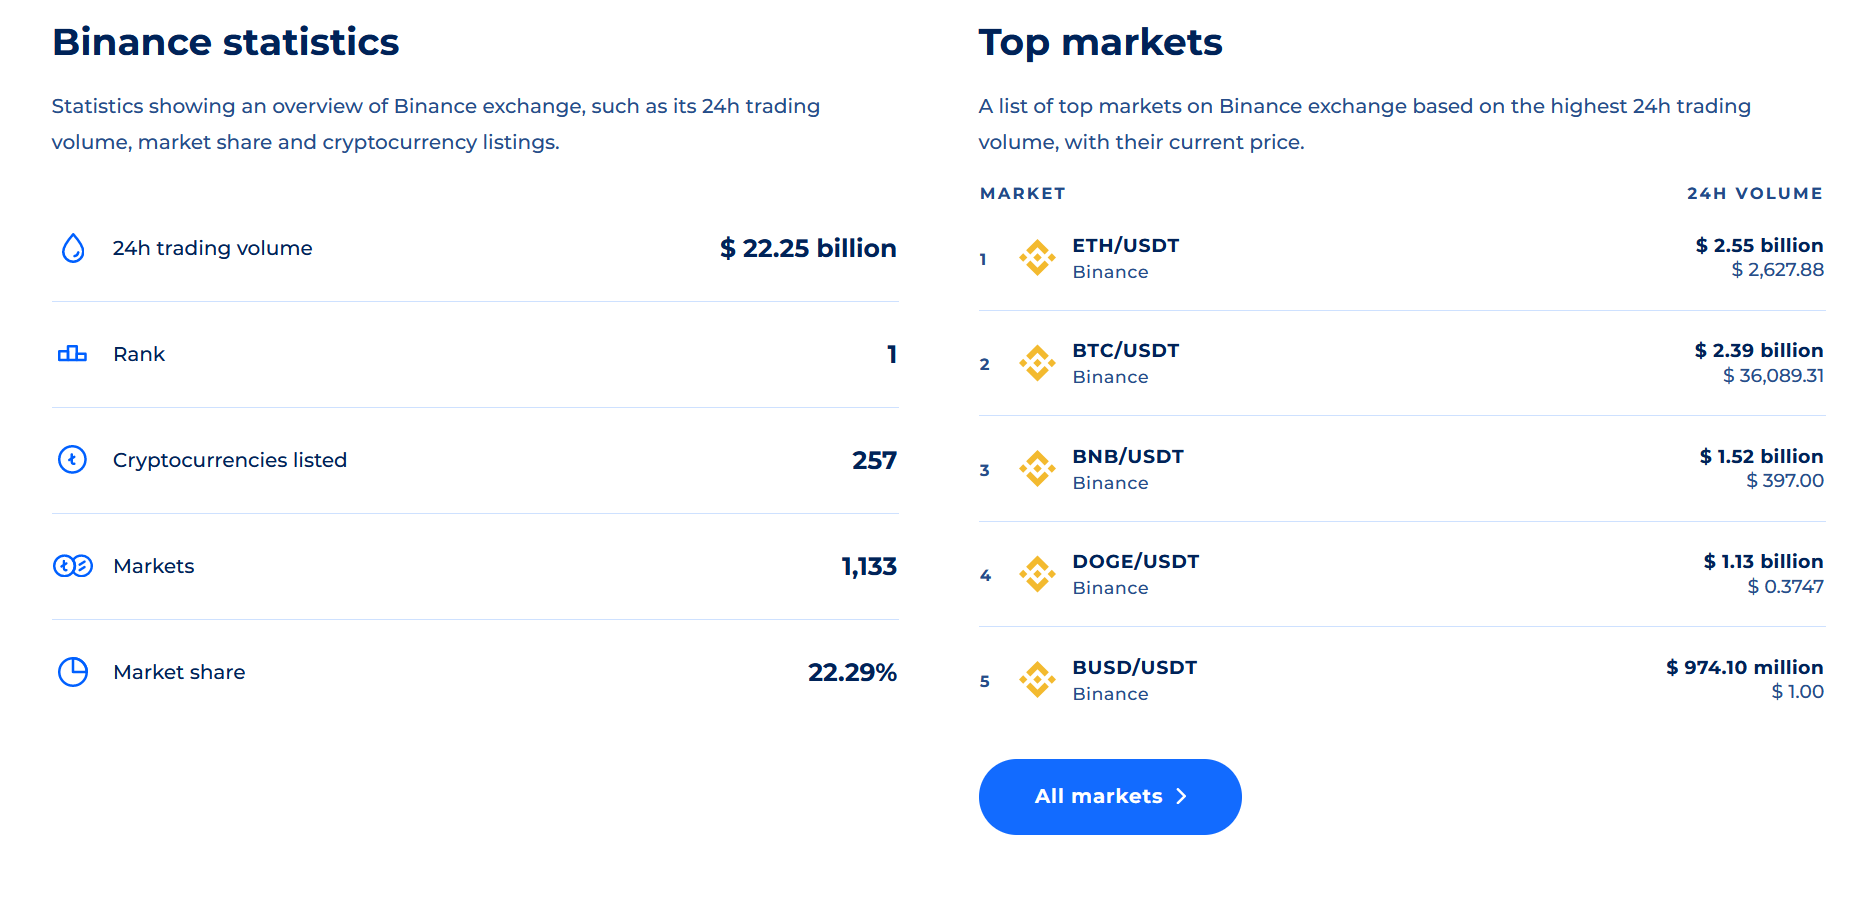 Binance statistics
Statistics showing an overview of Binance exchange, such as its 24h trading
volume, market share and cryptocurrency listings.
24h trading volume
$ 22.25 billion
Rank
1
Cryptocurrencies listed
257
Markets
1,133
Market share
22.29%
Top markets
A list of top markets on Binance exchange based on the highest 24h trading
volume, with their current price.
MARKET
24H VOLUME
1
ETH/USDT
Binance
$ 2.55 billion
$ 2,627.88
2
BTC/USDT
Binance
$ 2.39 billion
$ 36,089.31
3
BNB/USDT
Binance
$ 1.52 billion
$ 397.00
4
DOGE/USDT
Binance
$ 1.13 billion
$ 0.3747
5
BUSD/USDT
Binance
$ 974.10 million
$ 1.00
All markets